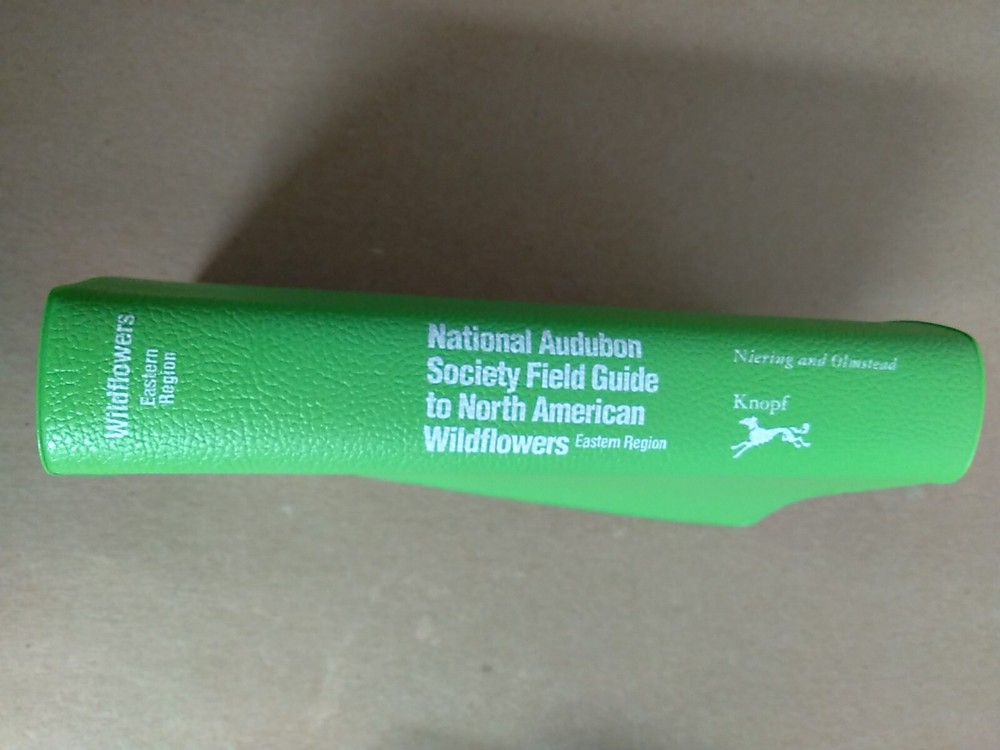 Wildflowers
Eastern
Region
National Audubon
Society Field Guide
to North American
Wildflowers Eastern Region
Niering and Olmstead
Knopf